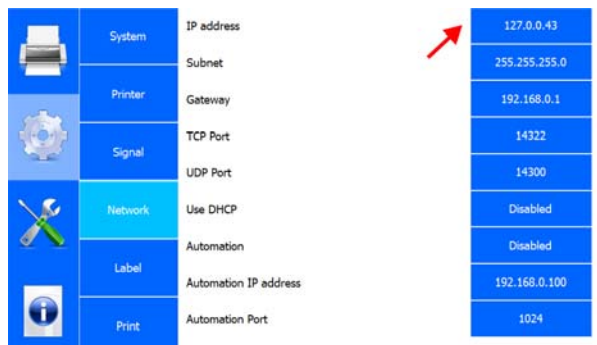 System
Printer
Signal
Network
Label
Print
IP address 127.0.0.43
Subnet 255.255.255.0
Gateway 192.168.0.1
TCP Port 14322
UDP Port 14300
Use DHCP Disabled
Automation Disabled
Automation IP address 192.168.0.100
Automation Port 1024